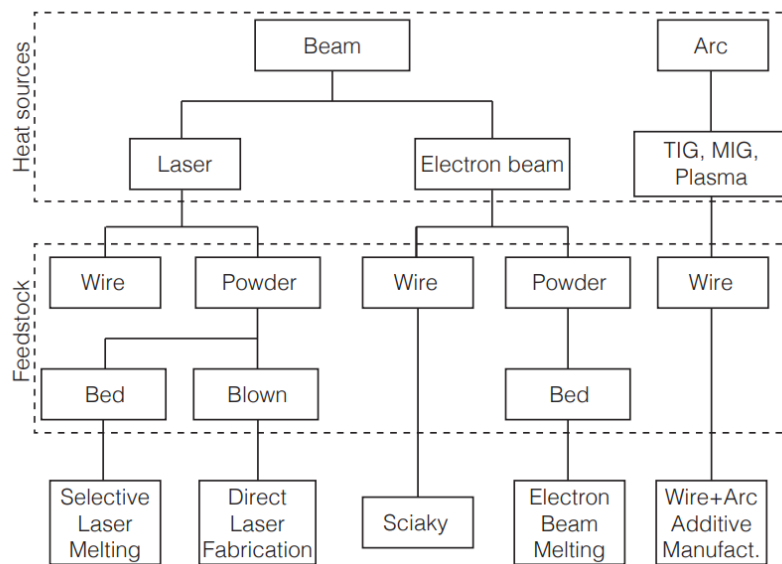 Heat sources
Beam
Arc
Laser
Electron beam
TIG, MIG,
Plasma
Feedstock
Wire
Powder
Wire
Powder
Wire
Bed
Blown
Bed
Selective
Laser
Melting
Direct
Laser
Fabrication
Sciaky
Electron
Beam
Melting
Wire+Arc
Additive
Manufact.